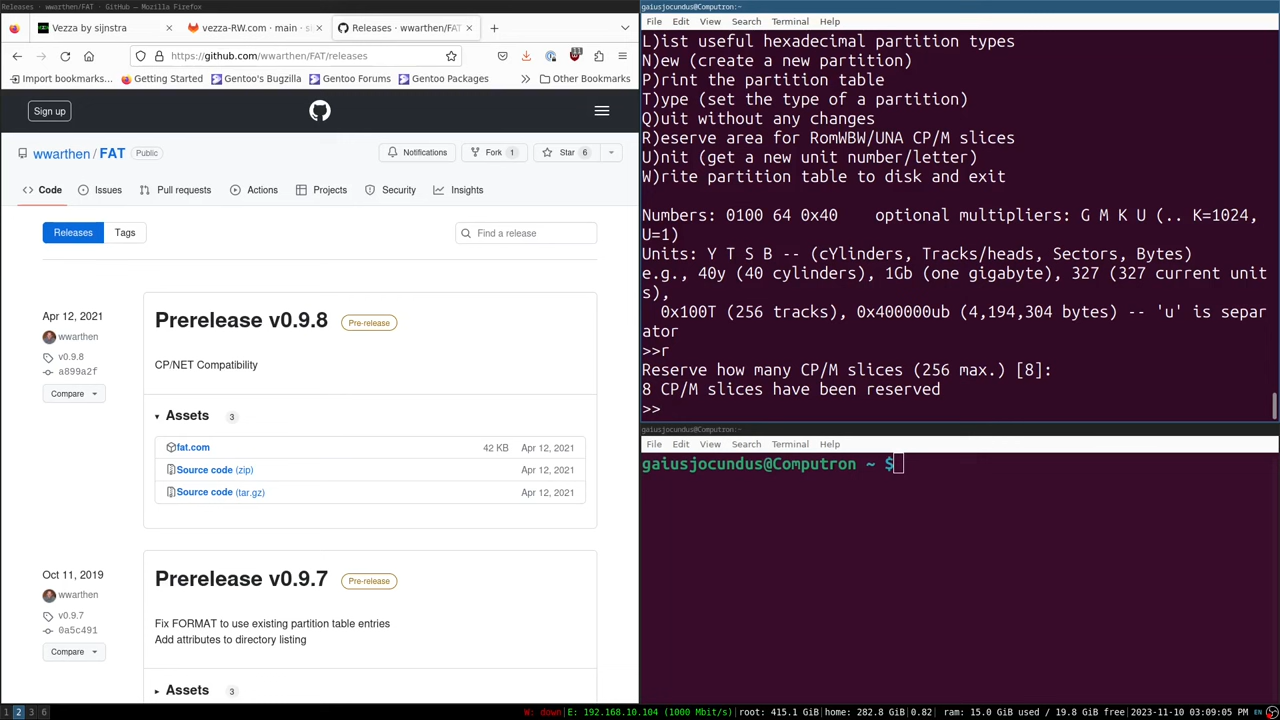 Releases · wwarthen/FAT · GitHub — Mozilla Firefox
Vezza by sijnstra
vezza-RW.com · main · si
Releases · wwarthen/FAT
https://github.com/wwarthen/FAT/releases
Import bookmarks...
Getting Started
Gentoo's Bugzilla
Gentoo Forums
Gentoo Packages
Other Bookmarks
Sign up
wwarthen / FAT Public
Notifications
Fork 1
Star 6
Code
Issues
Pull requests
Actions
Projects
Security
Insights
Releases
Tags
Find a release
Apr 12, 2021
wwarthen
v0.9.8
a899a2f
Compare
Prerelease v0.9.8 Pre-release
CP/NET Compatibility
Assets 3
fat.com 42 KB Apr 12, 2021
Source code (zip) Apr 12, 2021
Source code (tar.gz) Apr 12, 2021
Oct 11, 2019
wwarthen
v0.9.7
0a5c491
Compare
Prerelease v0.9.7 Pre-release
Fix FORMAT to use existing partition table entries
Add attributes to directory listing
Assets 3
gaiusjocundus@Computron:~
File Edit View Search Terminal Help
L)ist useful hexadecimal partition types
N)ew (create a new partition)
P)rint the partition table
T)ype (set the type of a partition)
Q)uit without any changes
R)eserve area for RomWBW/UNA CP/M slices
U)nit (get a new unit number/letter)
W)rite partition table to disk and exit
Numbers: 0100 64 0x40    optional multipliers: G M K U (.. K=1024,
U=1)
Units: Y T S B -- (cYlinders, Tracks/heads, Sectors, Bytes)
e.g., 40y (40 cylinders), 1Gb (one gigabyte), 327 (327 current unit
s),
  0x100T (256 tracks), 0x400000ub (4,194,304 bytes) -- 'u' is separ
ator
>>r
Reserve how many CP/M slices (256 max.) [8]:
8 CP/M slices have been reserved
>>
gaiusjocundus@Computron:~
File Edit View Search Terminal Help
gaiusjocundus@Computron ~ $
1 2 3 6
W: down|E: 192.168.10.104 (1000 Mbit/s)|root: 415.1 GiB|home: 282.8 GiB|0.82| ram: 15.0 GiB used / 19.8 GiB free|2023-11-10 03:09:05 PM EN